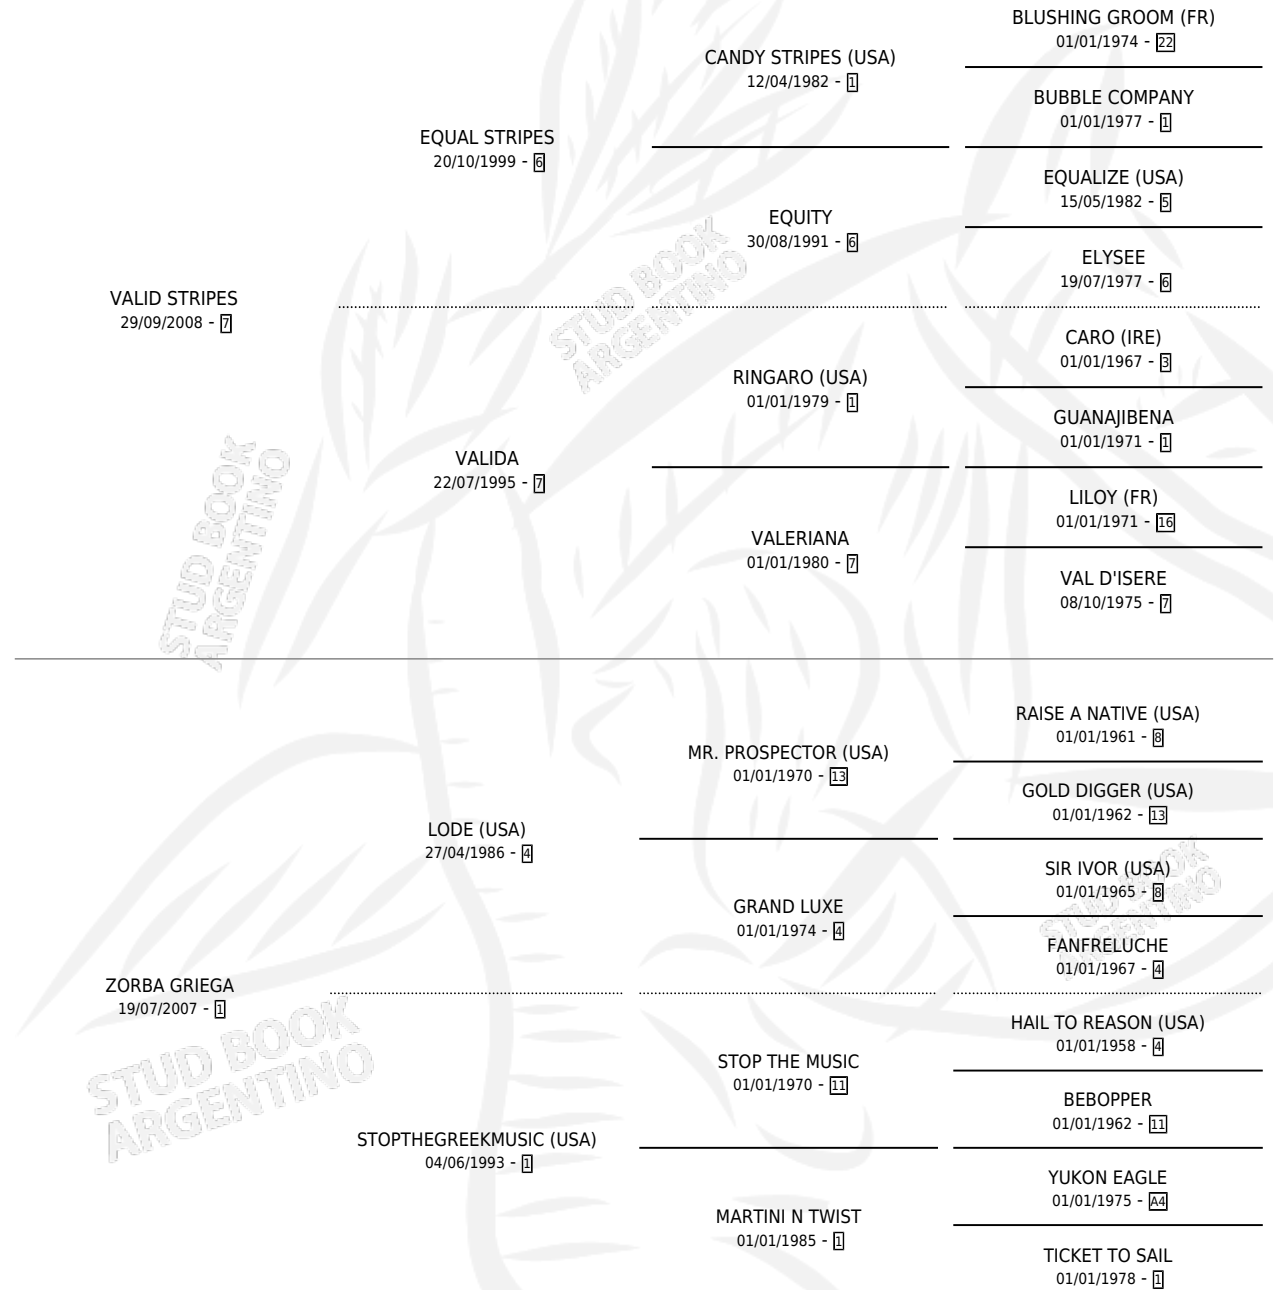 BLUSHING GROOM (FR)
01/01/1974 - 22
CANDY STRIPES (USA)
12/04/1982 - 1
BUBBLE COMPANY
01/01/1977 - 1
EQUAL STRIPES
20/10/1999 - 6
EQUALIZE (USA)
15/05/1982 - 5
EQUITY
30/08/1991 - 6
ELYSEE
19/07/1977 - 6
VALID STRIPES
29/09/2008 - 7
CARO (IRE)
01/01/1967 - 3
RINGARO (USA)
01/01/1979 - 1
GUANAJIBENA
01/01/1971 - 1
VALIDA
22/07/1995 - 7
LILOY (FR)
01/01/1971 - 16
VALERIANA
01/01/1980 - 7
VAL D'ISERE
08/10/1975 - 7
RAISE A NATIVE (USA)
01/01/1961 - 8
MR. PROSPECTOR (USA)
01/01/1970 - 13
GOLD DIGGER (USA)
01/01/1962 - 13
LODE (USA)
27/04/1986 - 4
SIR IVOR (USA)
01/01/1965 - 8
GRAND LUXE
01/01/1974 - 4
FANFRELUCHE
01/01/1967 - 4
ZORBA GRIEGA
19/07/2007 - 1
HAIL TO REASON (USA)
01/01/1958 - 4
STOP THE MUSIC
01/01/1970 - 11
BEBOPPER
01/01/1962 - 11
STOPTHEGREEKMUSIC (USA)
04/06/1993 - 1
YUKON EAGLE
01/01/1975 - A4
MARTINI N TWIST
01/01/1985 - 1
TICKET TO SAIL
01/01/1978 - 1
STUD BOOK
ARGENTINO
STUD BOOK
ARGENTINO
STUD BOOK
ARGENTINO
STUD BOOK
ARGENTINO